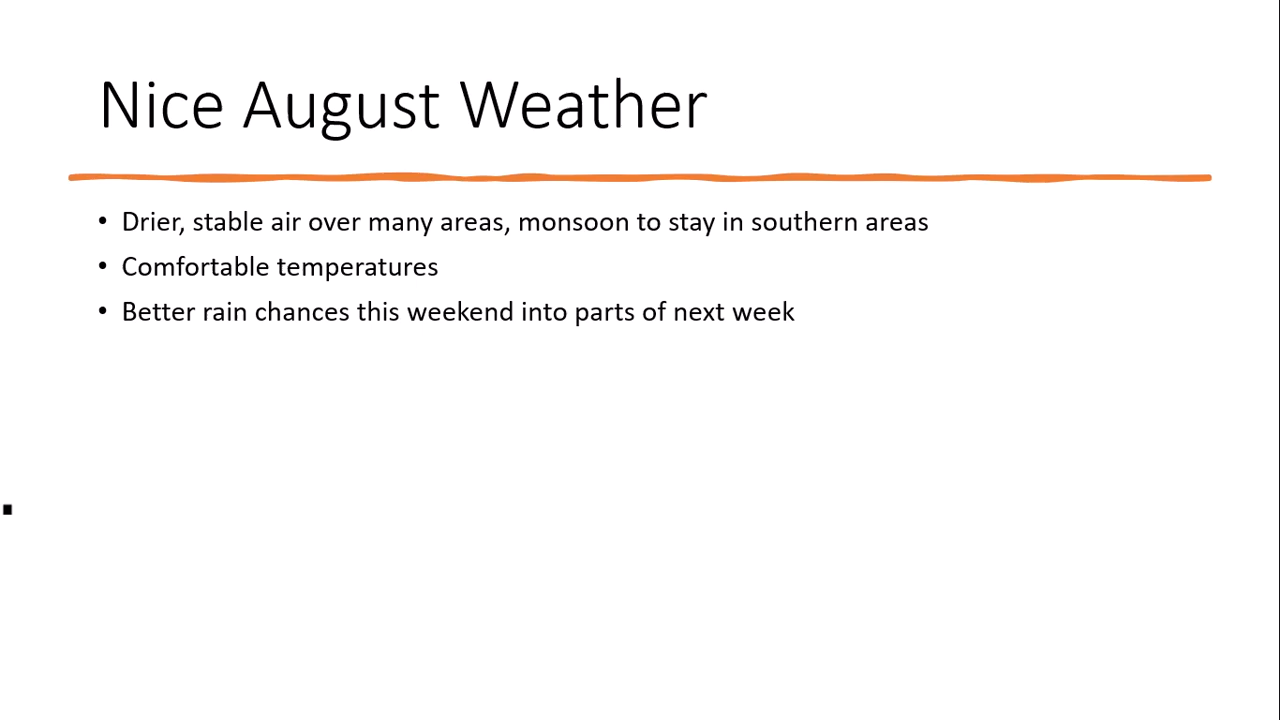 Nice August Weather
• Drier, stable air over many areas, monsoon to stay in southern areas
• Comfortable temperatures
• Better rain chances this weekend into parts of next week